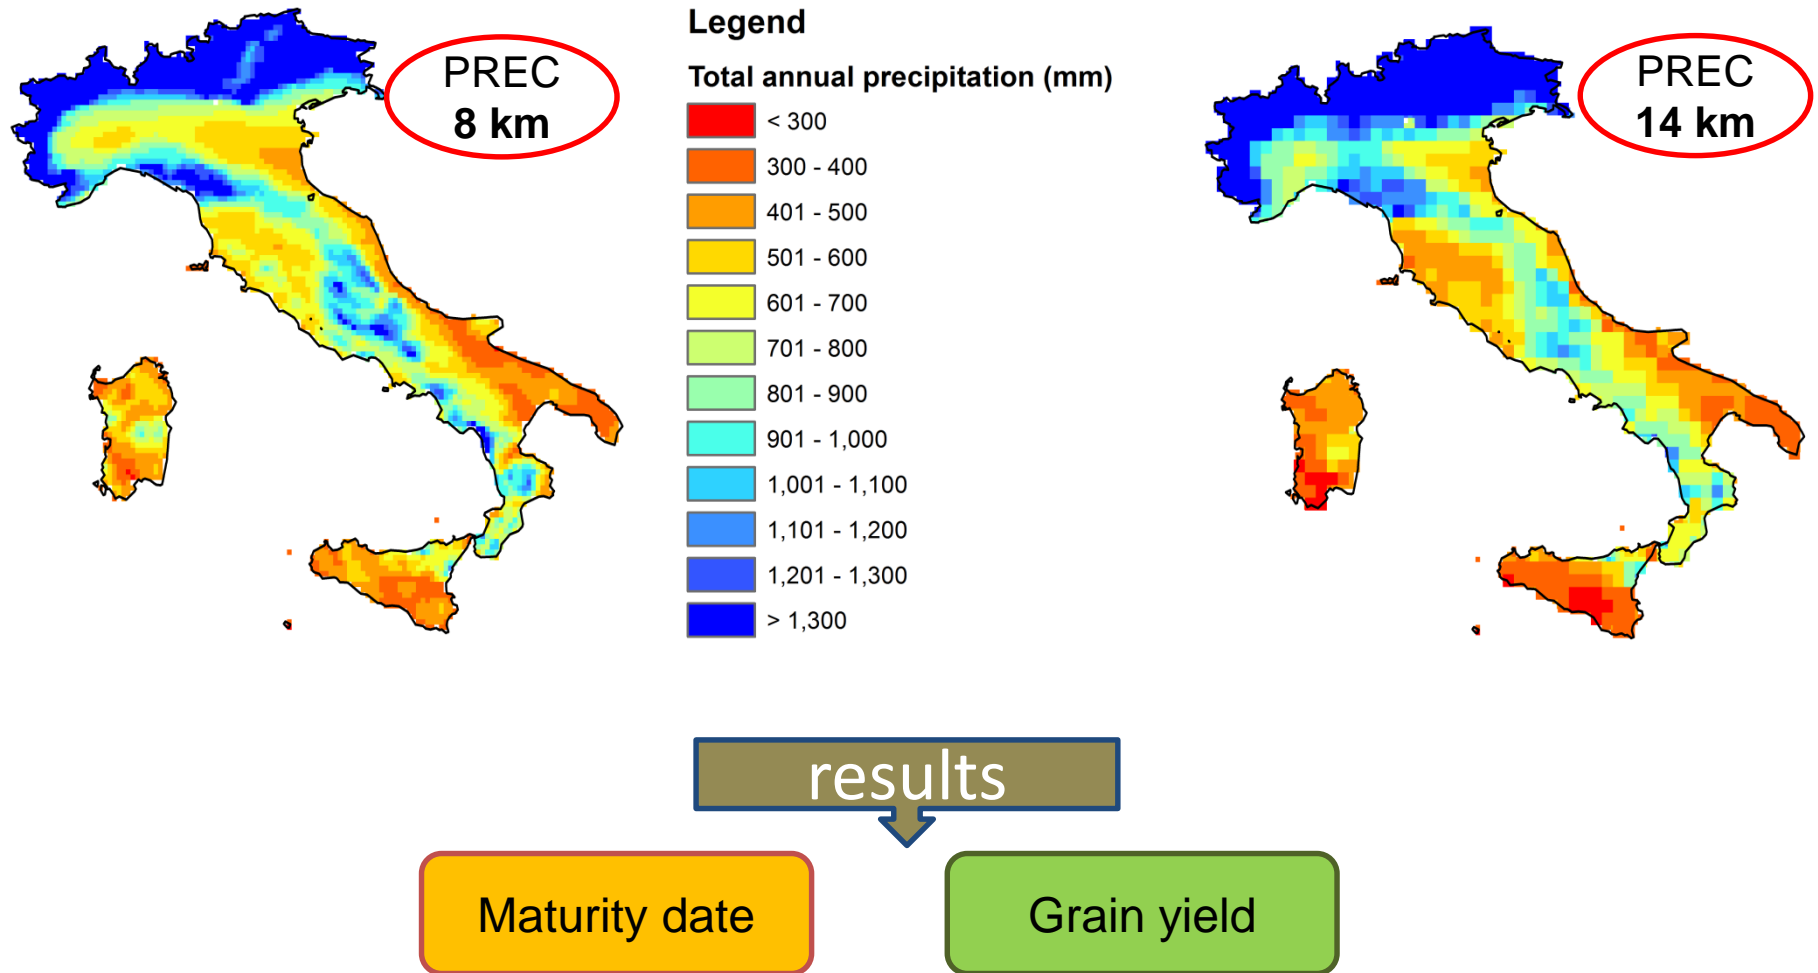 PREC
8 km
Legend
Total annual precipitation (mm)
< 300
300 - 400
401 - 500
501 - 600
601 - 700
701 - 800
801 - 900
901 - 1,000
1,001 - 1,100
1,101 - 1,200
1,201 - 1,300
> 1,300
PREC
14 km
results
Maturity date
Grain yield